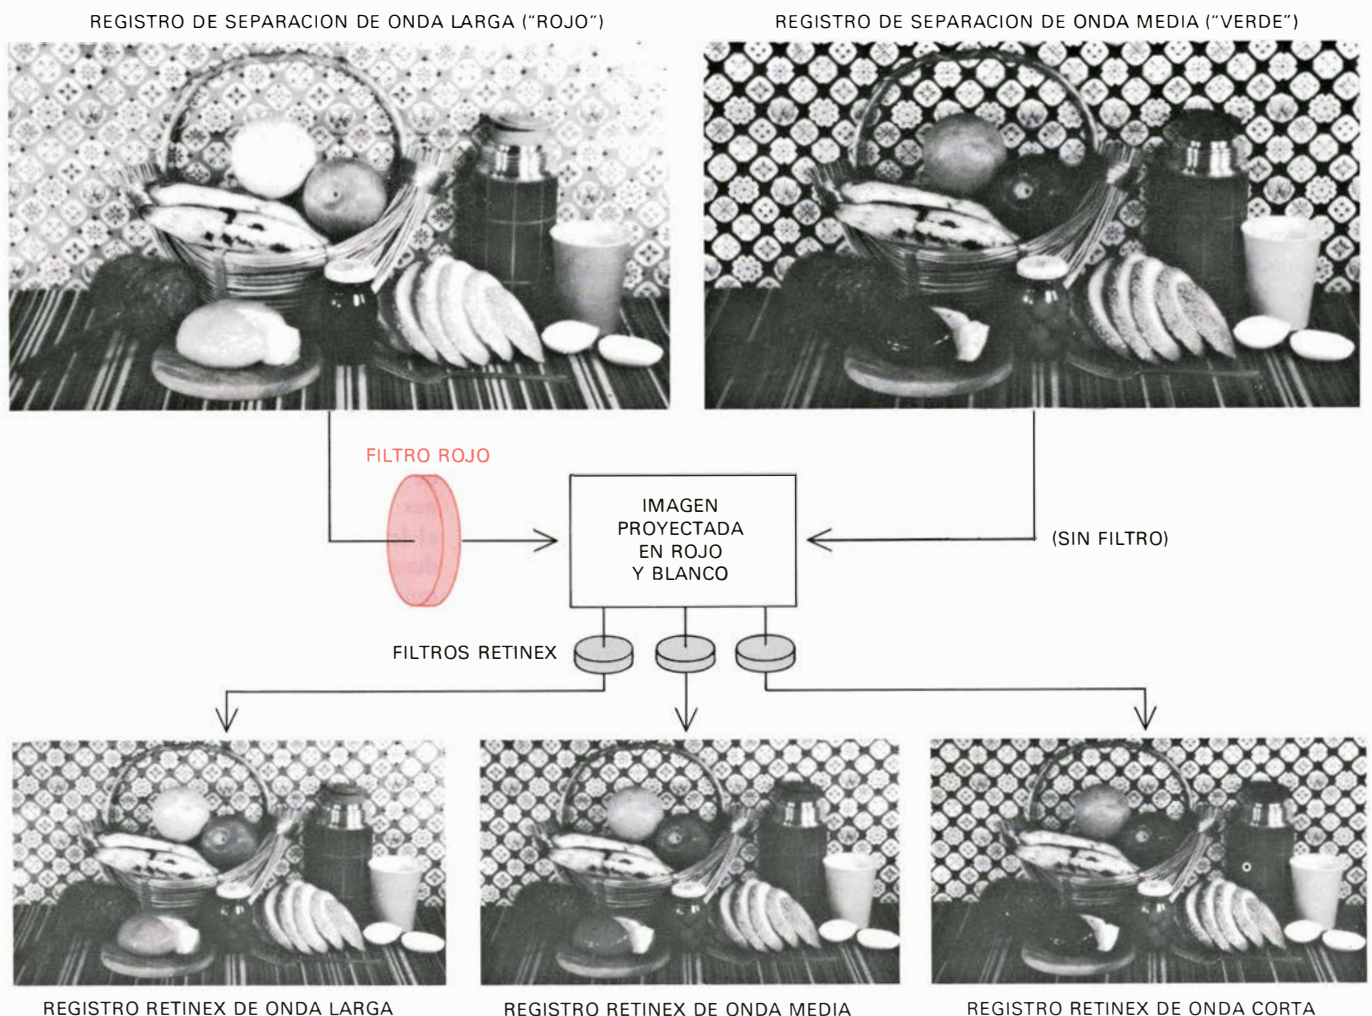 REGISTRO DE SEPARACION DE ONDA LARGA ("ROJO")
REGISTRO DE SEPARACION DE ONDA MEDIA ("VERDE")
FILTRO ROJO
IMAGEN
PROYECTADA
EN ROJO
Y BLANCO
(SIN FILTRO)
FILTROS RETINEX
REGISTRO RETINEX DE ONDA LARGA
REGISTRO RETINEX DE ONDA MEDIA
REGISTRO RETINEX DE ONDA CORTA